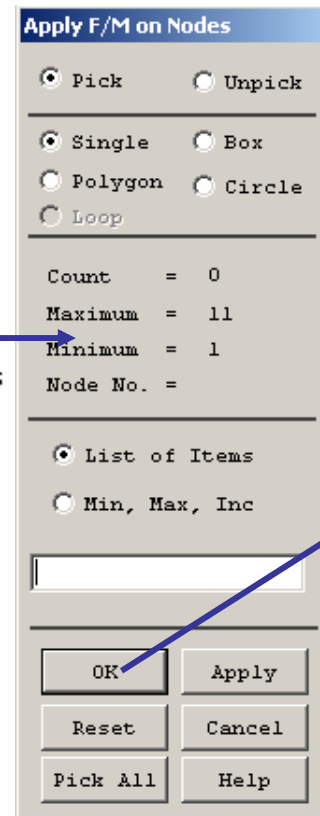 Apply F/M on Nodes
Pick Unpick
Single Box
Polygon Circle
Loop
Count = 0
Maximum = 11
Minimum = 1
Node No. =
List of Items
Min, Max, Inc
OK Apply
Reset Cancel
Pick All Help